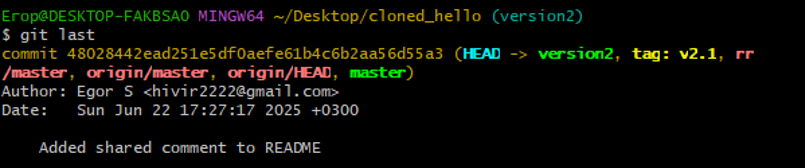 Егор@DESKTOP-FAKBSAO MINGW64 ~/Desktop/cloned_hello (version2)
$ git last
commit 48028442ead251e5df0aefe61b4c6b2aa56d55a3 (HEAD -> version2, tag: v2.1, rr
/master, origin/master, origin/HEAD, master)
Author: Egor S <hivir2222@gmail.com>
Date:   Sun Jun 22 17:27:17 2025 +0300
    Added shared comment to README